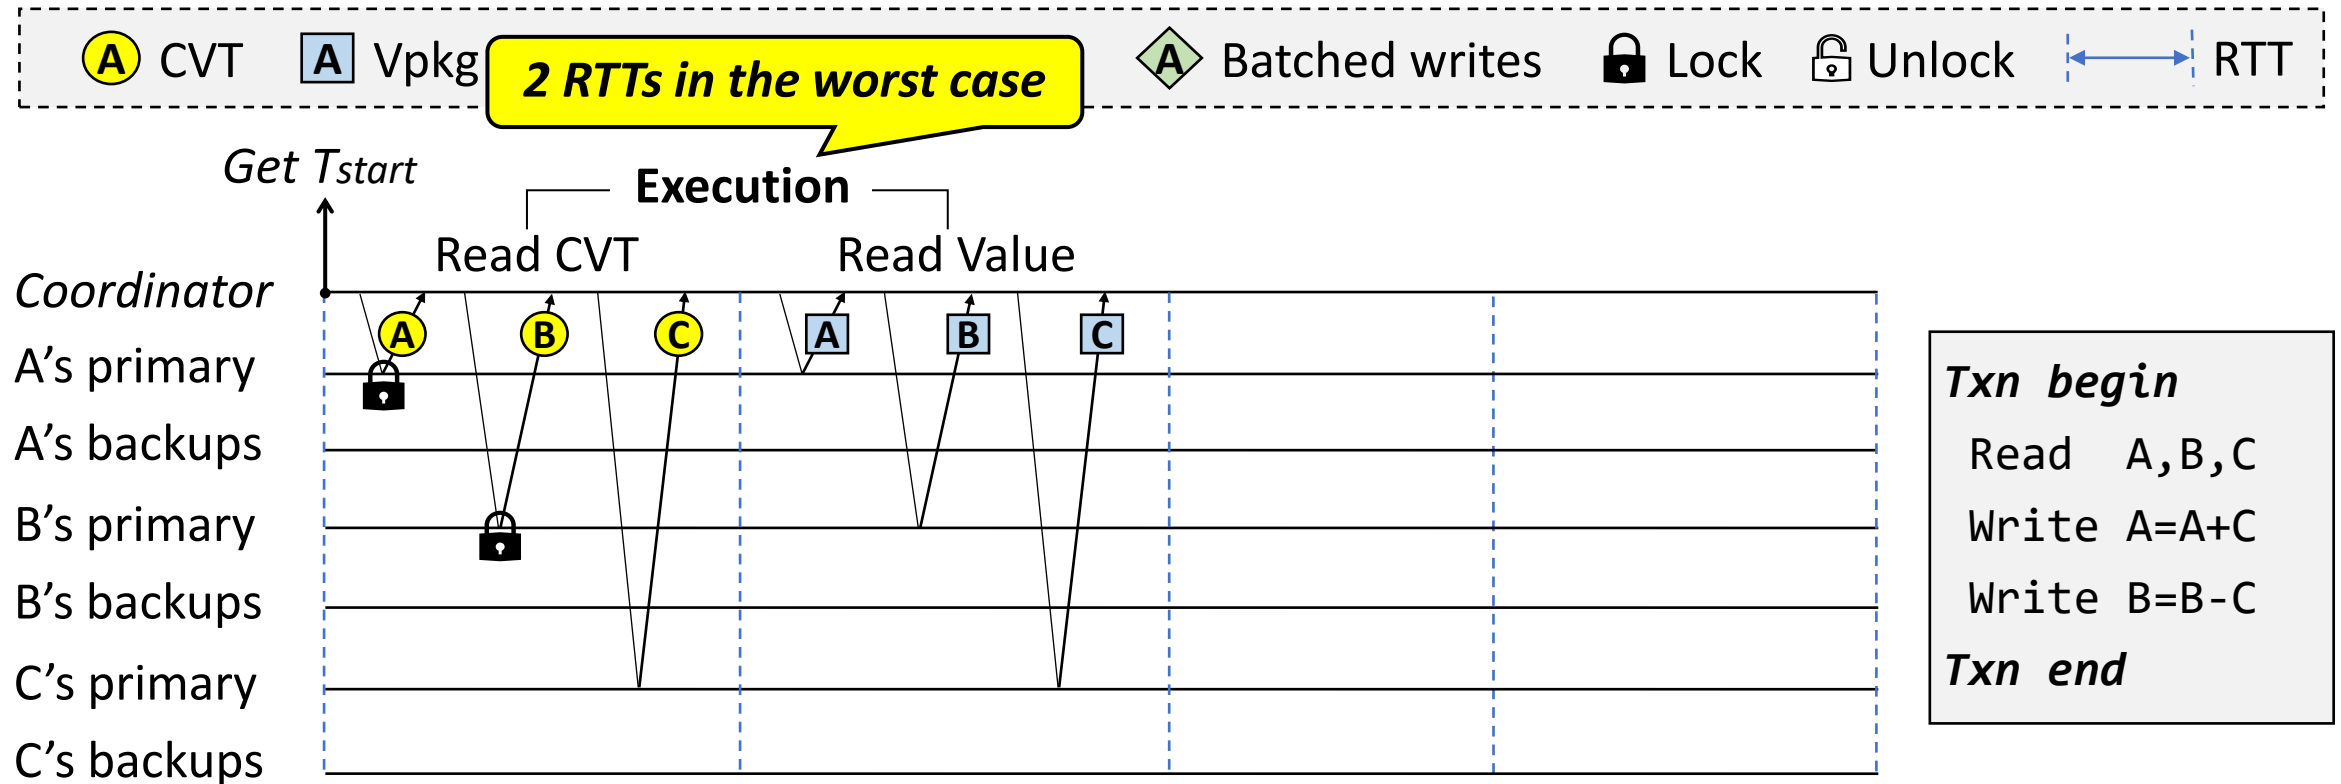 A CVT A Vpkg A Batched writes Lock Unlock RTT
2 RTTs in the worst case
Get Tstart
Execution
Read CVT Read Value
Coordinator
A B C A B C
A's primary
A's backups
B's primary
B's backups
C's primary
C's backups
Txn begin
Read A,B,C
Write A=A+C
Write B=B-C
Txn end